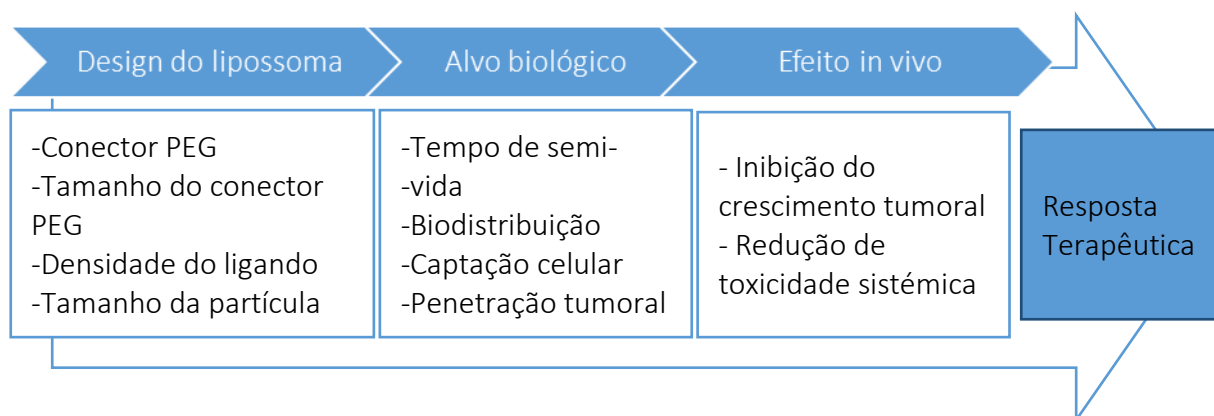 Design do lipossoma
Alvo biológico
Efeito in vivo
-Conector PEG
-Tamanho do conector
PEG
-Densidade do ligando
-Tamanho da partícula
-Tempo de semi-
-vida
-Biodistribuição
-Captação celular
-Penetração tumoral
- Inibição do
crescimento tumoral
- Redução de
toxicidade sistémica
Resposta
Terapêutica